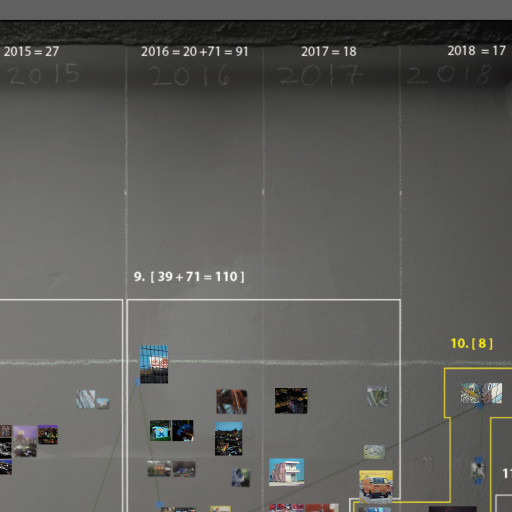 2015 = 27
2016 = 20 +71 = 91
2017 = 18
2018 = 17
2015
2016
2017
2018
9. [ 39 + 71 = 110 ]
10. [ 8 ]